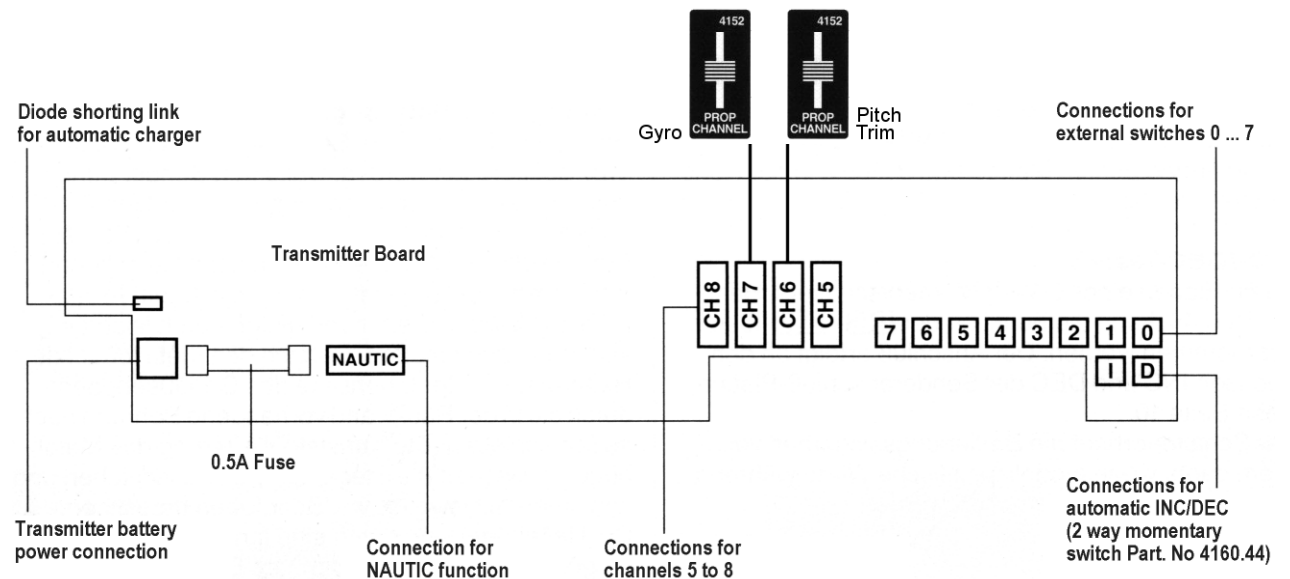 4152
PROP
CHANNEL
Gyro
4152
PROP
CHANNEL
Pitch
Trim
Diode shorting link
for automatic charger
Connections for
external switches 0 ... 7
Transmitter Board
CH 8
CH 7
CH 6
CH 5
7 6 5 4 3 2 1 0
I D
NAUTIC
0.5A Fuse
Transmitter battery
power connection
Connection for
NAUTIC function
Connections for
channels 5 to 8
Connections for
automatic INC/DEC
(2 way momentary
switch Part. No 4160.44)